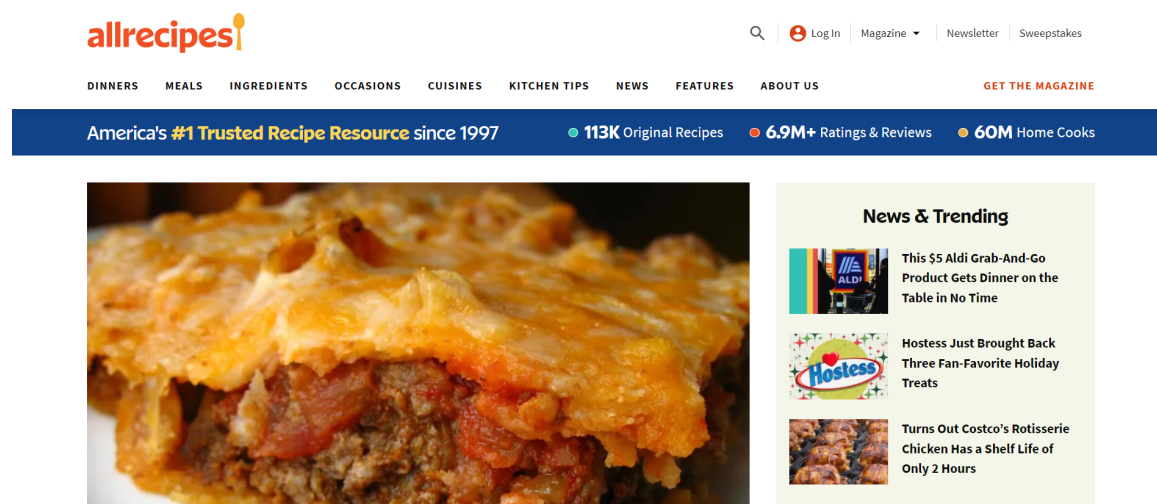 allrecipes
Log In
Magazine
Newsletter
Sweepstakes
DINNERS
MEALS
INGREDIENTS
OCCASIONS
CUISINES
KITCHEN TIPS
NEWS
FEATURES
ABOUT US
GET THE MAGAZINE
America's #1 Trusted Recipe Resource since 1997
113K Original Recipes
6.9M+ Ratings & Reviews
60M Home Cooks
News & Trending
ALDI
This $5 Aldi Grab-And-Go
Product Gets Dinner on the
Table in No Time
Hostess
Hostess Just Brought Back
Three Fan-Favorite Holiday
Treats
Turns Out Costco’s Rotisserie
Chicken Has a Shelf Life of
Only 2 Hours